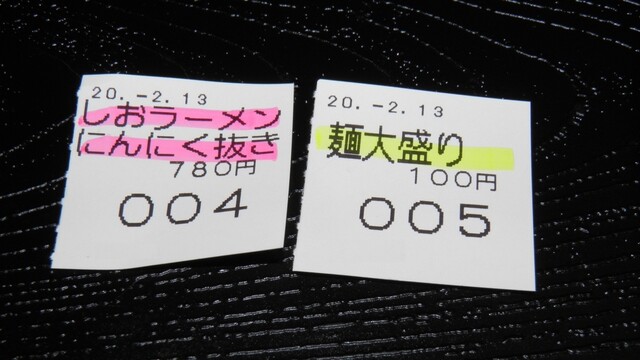 20.-2.13
しおラーメン
にんにく抜き
780円
004
20.-2.13
麺大盛り
100円
005